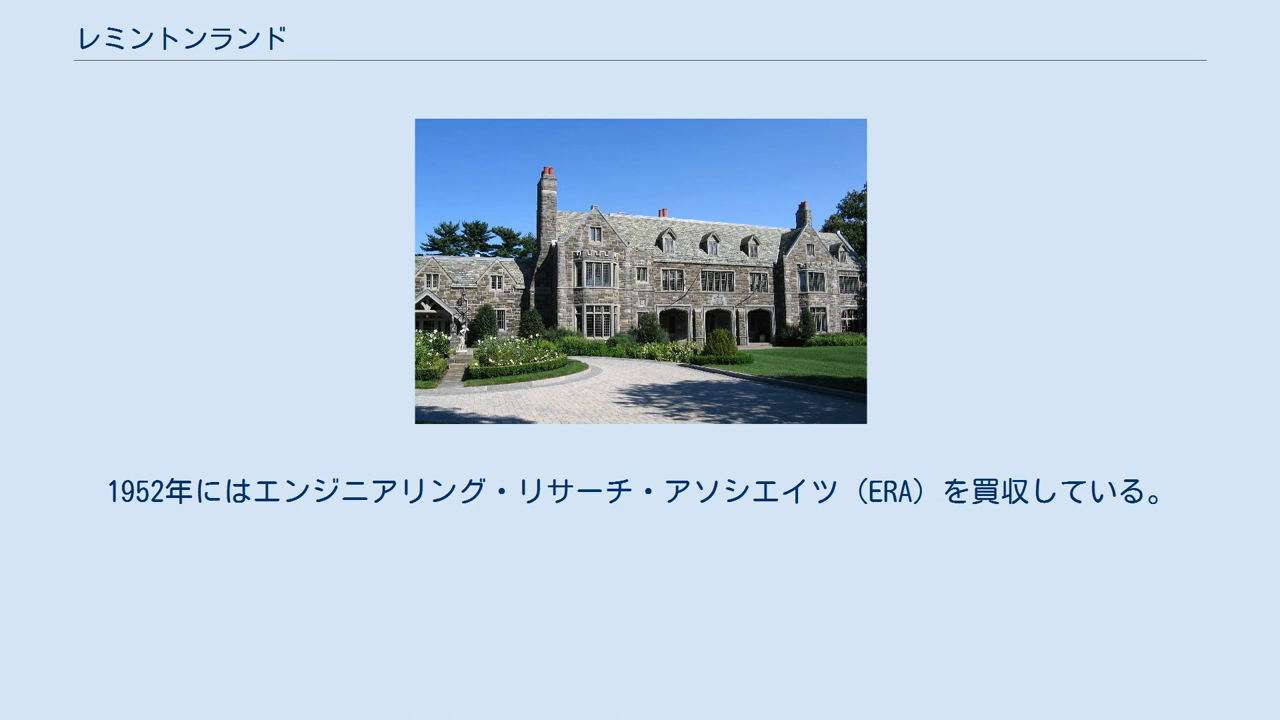 レミントンランド
1952年にはエンジニアリング・リサーチ・アソシエイツ（ERA）を買収している。